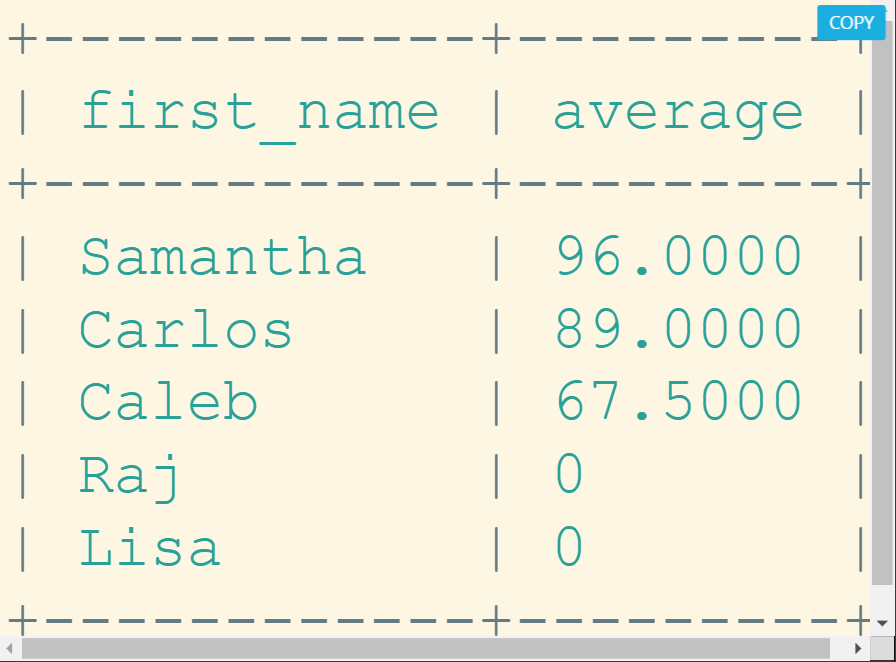 COPY
+-------------+----------+
| first_name | average |
+-------------+----------+
| Samantha | 96.0000 |
| Carlos | 89.0000 |
| Caleb | 67.5000 |
| Raj | 0 |
| Lisa | 0 |
+-------------+----------+